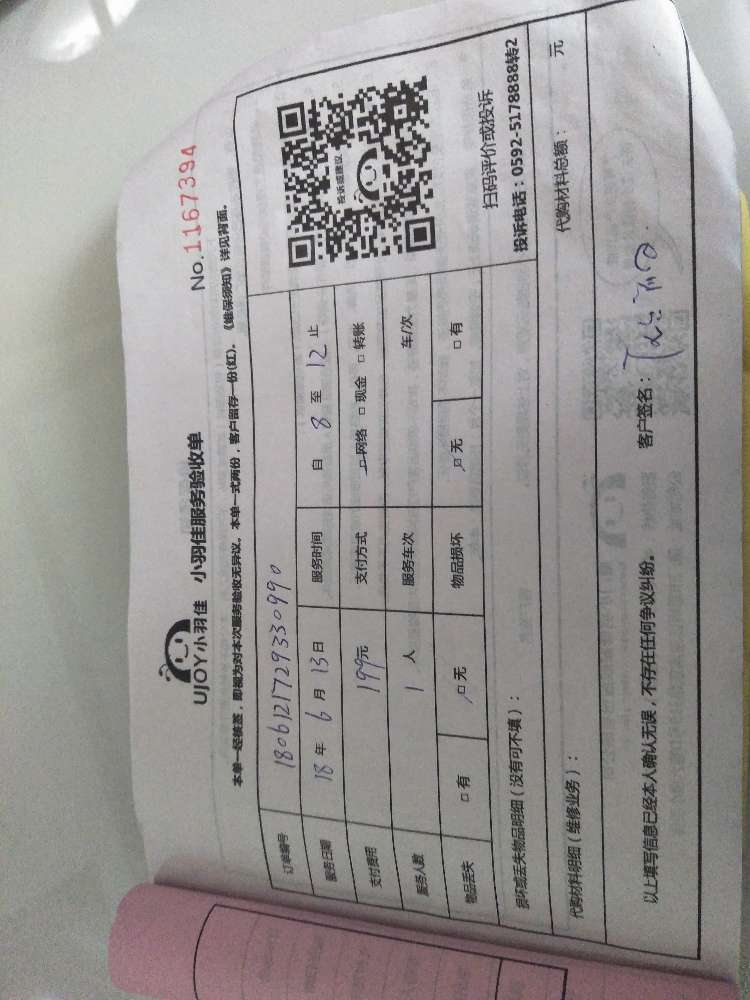 UJOY小羽佳 小羽佳服务验收单
No.1167394
本单一经核签，即视为对本次服务验收无异议。本单一式两份，客户留存一份(红)。《维保须知》详见背面。
订单编号 1806121729330990
服务日期 18年 6月 13日 服务时间 自 8 至 12 止
支付费用 199元 支付方式 □网络 □现金 □转账
服务人数 1 人 服务车次 车/次
物品丢失 □有 □无 物品损坏 □无 □有
投诉或建议
扫码评价或投诉
投诉电话：0592-5178888转2
损坏或丢失物品明细（没有可不填）：
代购材料明细（维修业务）： 代购材料总额： 元
以上填写信息已经本人确认无误，不存在任何争议纠纷。 客户签名：